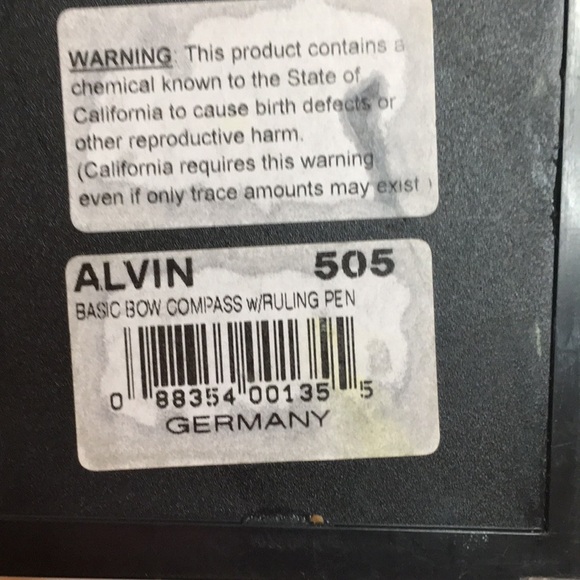 WARNING: This product contains a
chemical known to the State of
California to cause birth defects or
other reproductive harm.
(California requires this warning
even if only trace amounts may exist )
ALVIN 505
BASIC BOW COMPASS w/RULING PEN
0 88354 00135 5
GERMANY